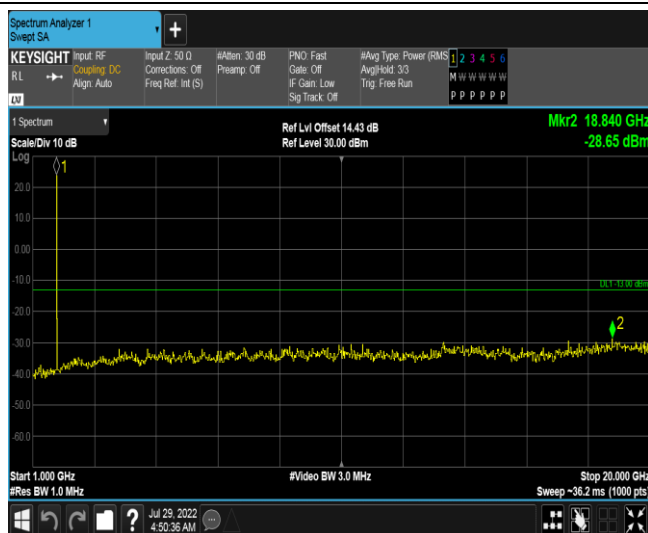 Spectrum Analyzer 1
Swept SA
+
KEYSIGHT
RL
LXI
Input: RF
Coupling: DC
Align: Auto
Input Z: 50 Ω
Corrections: Off
Freq Ref: Int (S)
#Atten: 30 dB
Preamp: Off
PNO: Fast
Gate: Off
IF Gain: Low
Sig Track: Off
#Avg Type: Power (RMS
Avg|Hold: 3/3
Trig: Free Run
1 2 3 4 5 6
M W W W W W
P P P P P P
1 Spectrum
Scale/Div 10 dB
Ref Lvl Offset 14.43 dB
Ref Level 30.00 dBm
Mkr2 18.840 GHz
-28.65 dBm
Log
1
20.0
10.0
0.00
-10.0
DL1 -13.00 dBm
2
-20.0
-30.0
-40.0
-50.0
-60.0
Start 1.000 GHz
#Video BW 3.0 MHz
Stop 20.000 GHz
#Res BW 1.0 MHz
Sweep ~36.2 ms (1000 pts)
?
Jul 29, 2022
4:50:36 AM